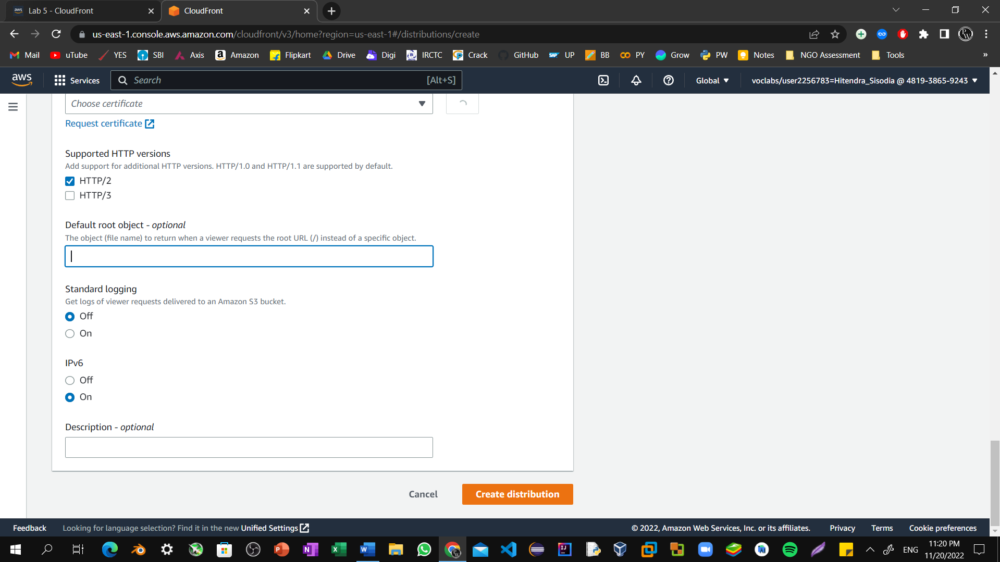 Lab 5 - CloudFront
CloudFront
us-east-1.console.aws.amazon.com/cloudfront/v3/home?region=us-east-1#/distributions/create
Mail uTube YES SBI Axis Amazon Flipkart Drive Digi IRCTC Crack GitHub UP BB PY Grow PW Notes NGO Assessment Tools »
aws Services Search [Alt+S] Global voclabs/user2256783=Hitendra_Sisodia @ 4819-3865-9243
Choose certificate
Request certificate
Supported HTTP versions
Add support for additional HTTP versions. HTTP/1.0 and HTTP/1.1 are supported by default.
HTTP/2
HTTP/3
Default root object - optional
The object (file name) to return when a viewer requests the root URL (/) instead of a specific object.
Standard logging
Get logs of viewer requests delivered to an Amazon S3 bucket.
Off
On
IPv6
Off
On
Description - optional
Cancel Create distribution
Feedback Looking for language selection? Find it in the new Unified Settings © 2022, Amazon Web Services, Inc. or its affiliates. Privacy Terms Cookie preferences
ENG 11:20 PM
11/20/2022